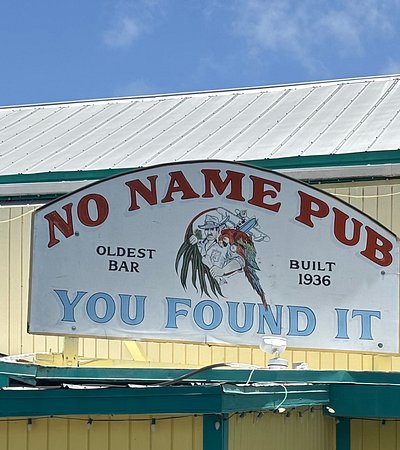 NO NAME PUB
OLDEST
BAR
BUILT
1936
YOU FOUND IT